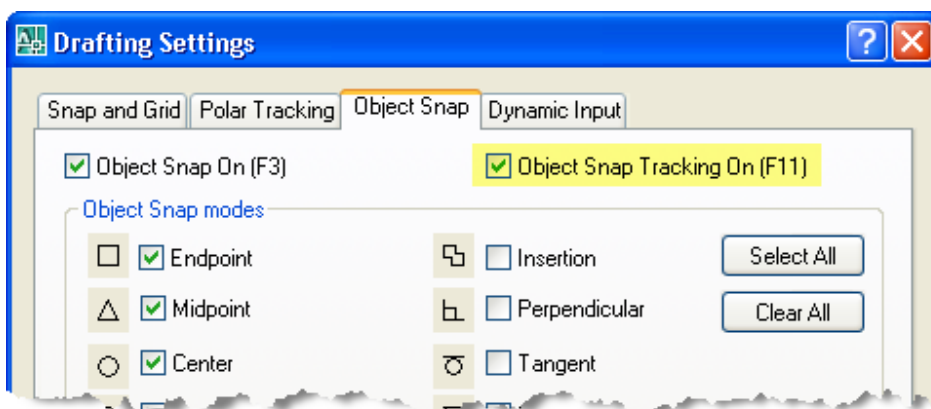 Drafting Settings
Snap and Grid Polar Tracking Object Snap Dynamic Input
Object Snap On (F3) Object Snap Tracking On (F11)
Object Snap modes
Endpoint Insertion Select All
Midpoint Perpendicular Clear All
Center Tangent